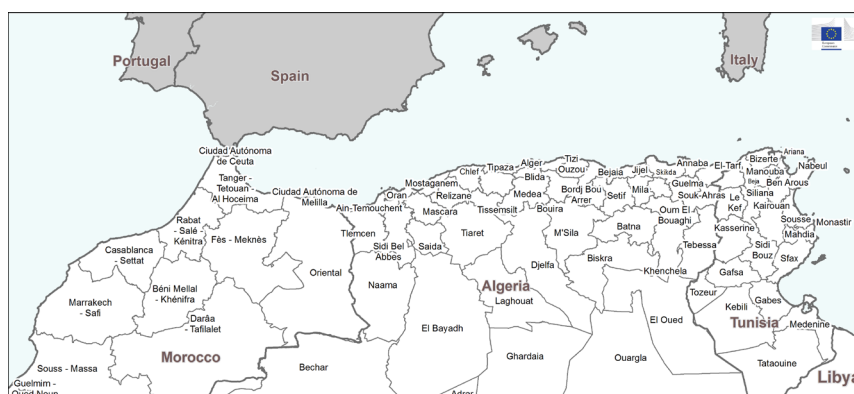 Portugal
Spain
Italy
Ciudad Autónoma
de Ceuta
Tanger -
Tetouan
Al Hoceima
Ciudad Autónoma de
Melilla
Rabat
- Salé -
Kénitra
Fès - Meknès
Casablanca
- Settat
Oriental
Béni Mellal
- Khénifra
Marrakech
- Safi
Darâa
- Tafilalet
Morocco
Souss - Massa
Guelmim -
Oran
Mostaganem
Ain-Temouchent
Tlemcen
Sidi Bel
Abbes
Chlef
Relizane
Mascara
Saida
Tipaza
Alger
Blida
Medea
Tissemsilt
Tiaret
Tizi
Ouzou
Bouira
Bordj Bou
Arrer
Bejaia
Setif
Jijel
Mila
Skikda
Annaba
Guelma
El-Tarf
Souk-Ahras
Oum El
Bouaghi
Batna
M'Sila
Djelfa
Biskra
Khenchela
Tebessa
Naama
El Bayadh
Algeria
Laghouat
El Oued
Bechar
Ghardaia
Ouargla
Adrar
Ariana
Bizerte
Manouba
Nabeul
Beja
Ben Arous
Siliana
Le
Kef
Kairouan
Sousse
Monastir
Mahdia
Kasserine
Sidi
Bouz
Sfax
Gafsa
Tozeur
Kebili
Gabes
Tunisia
Medenine
Tataouine
Libya